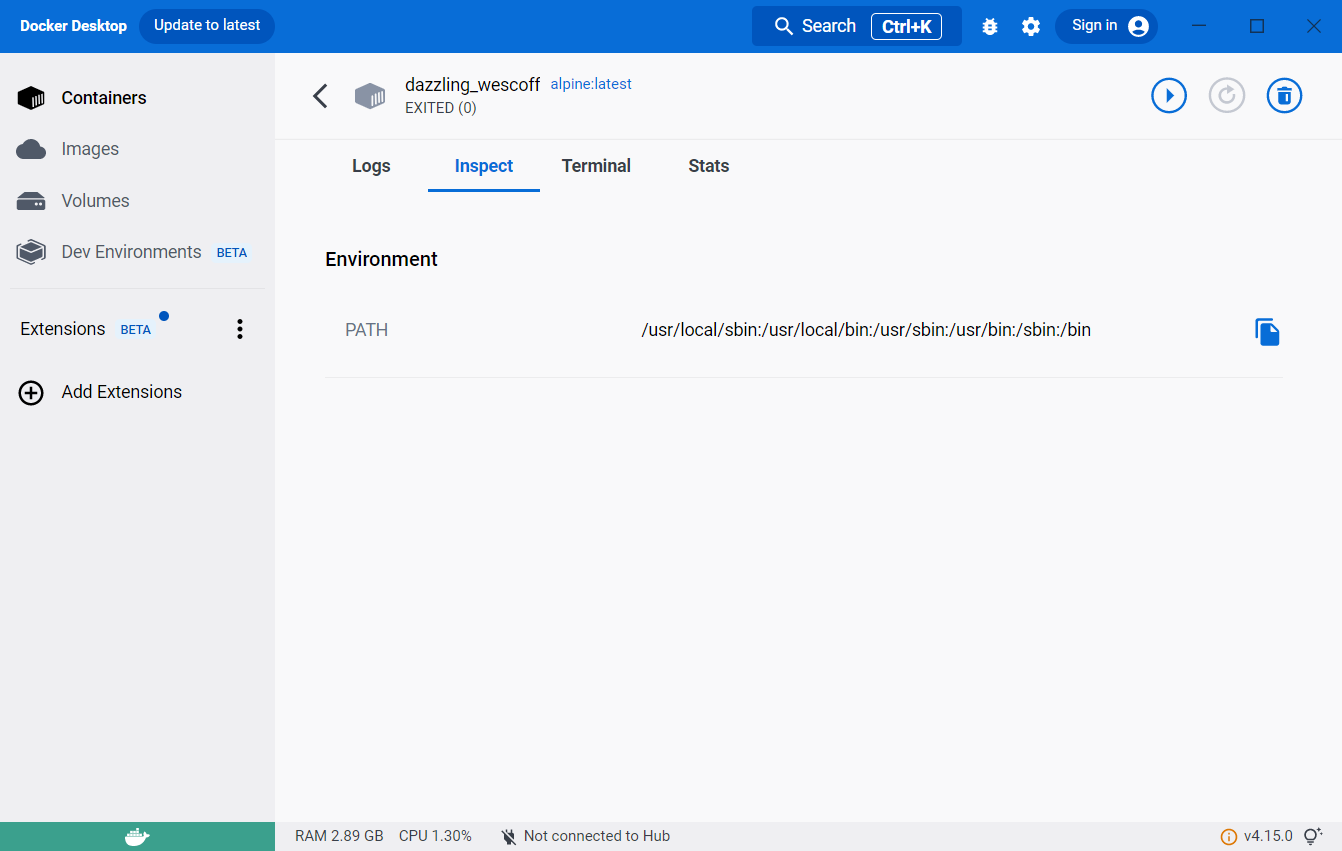 Docker Desktop Update to latest Search Ctrl+K Sign in
Containers
Images
Volumes
Dev Environments BETA
Extensions BETA
Add Extensions
dazzling_wescoff alpine:latest
EXITED (0)
Logs Inspect Terminal Stats
Environment
PATH /usr/local/sbin:/usr/local/bin:/usr/sbin:/usr/bin:/sbin:/bin
RAM 2.89 GB CPU 1.30% Not connected to Hub v4.15.0